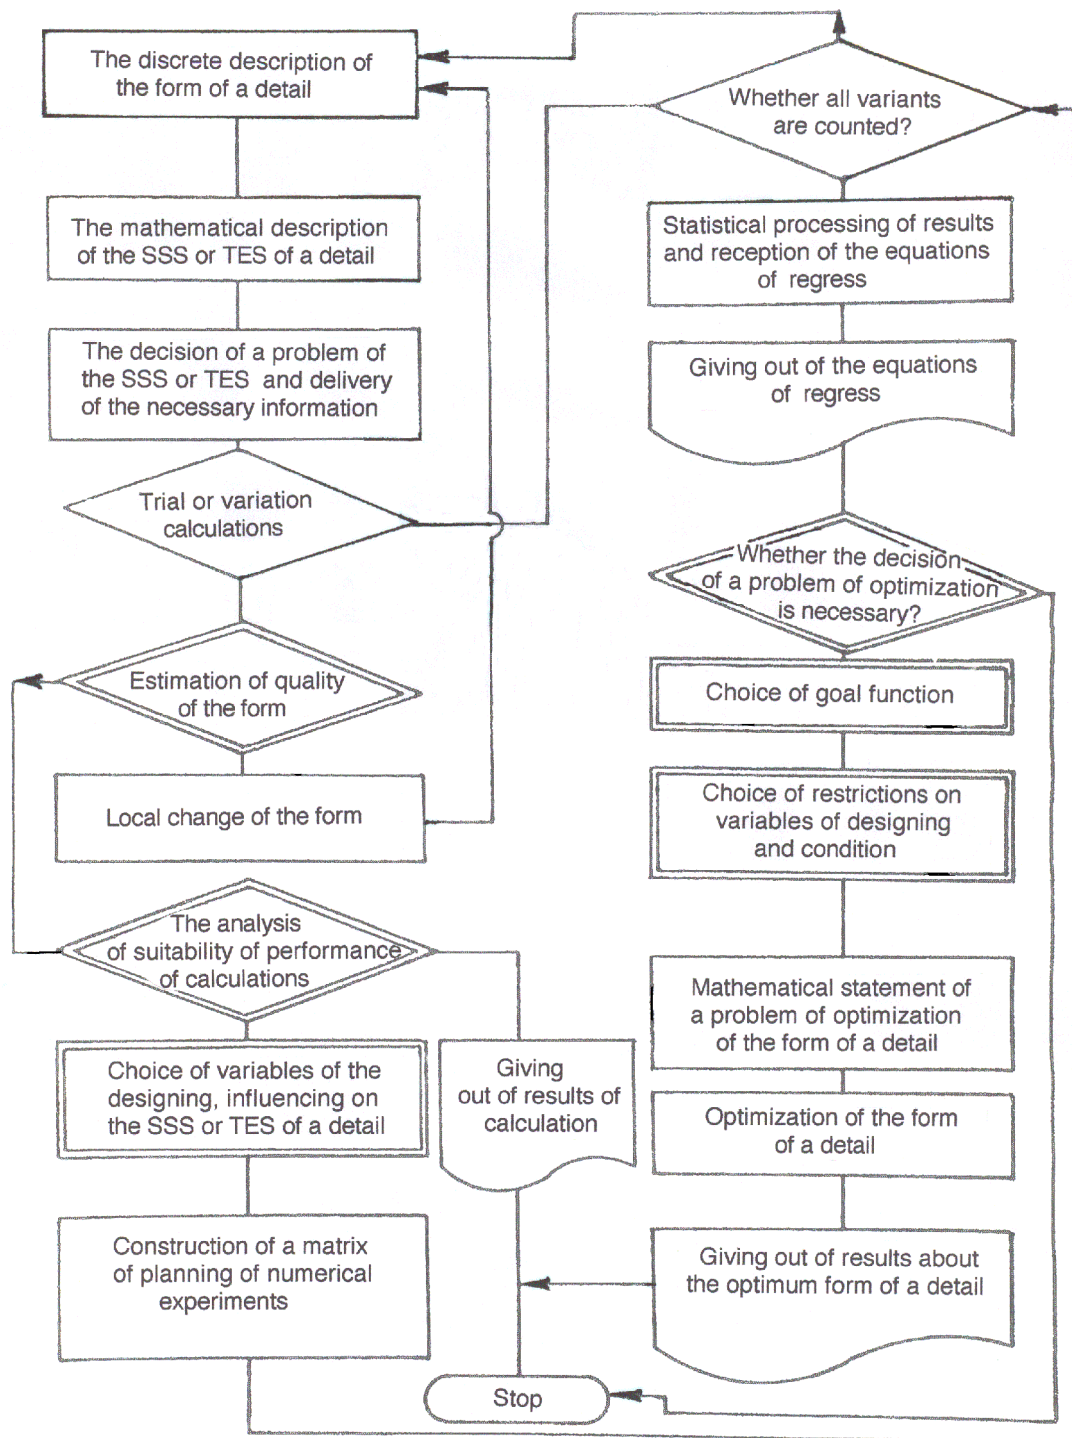 The discrete description of
the form of a detail
The mathematical description
of the SSS or TES of a detail
The decision of a problem of
the SSS or TES and delivery
of the necessary information
Trial or variation
calculations
Estimation of quality
of the form
Local change of the form
The analysis
of suitability of performance
of calculations
Choice of variables of the
designing, influencing on
the SSS or TES of a detail
Construction of a matrix
of planning of numerical
experiments
Giving
out of results of
calculation
Stop
Whether all variants
are counted?
Statistical processing of results
and reception of the equations
of regress
Giving out of the equations
of regress
Whether the decision
of a problem of optimization
is necessary?
Choice of goal function
Choice of restrictions on
variables of designing
and condition
Mathematical statement of
a problem of optimization
of the form of a detail
Optimization of the form
of a detail
Giving out of results about
the optimum form of a detail